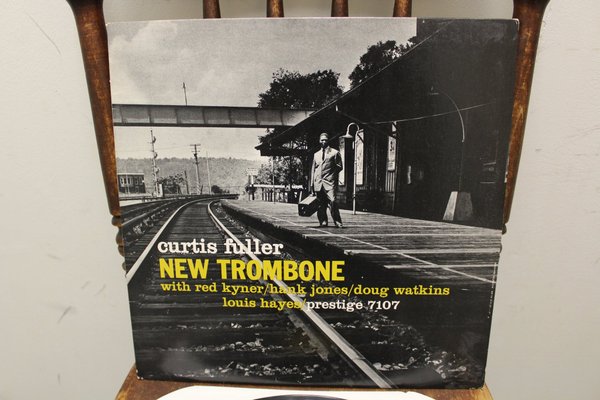 curtis fuller
NEW TROMBONE
with red kyner/hank jones/doug watkins
louis hayes/prestige 7107